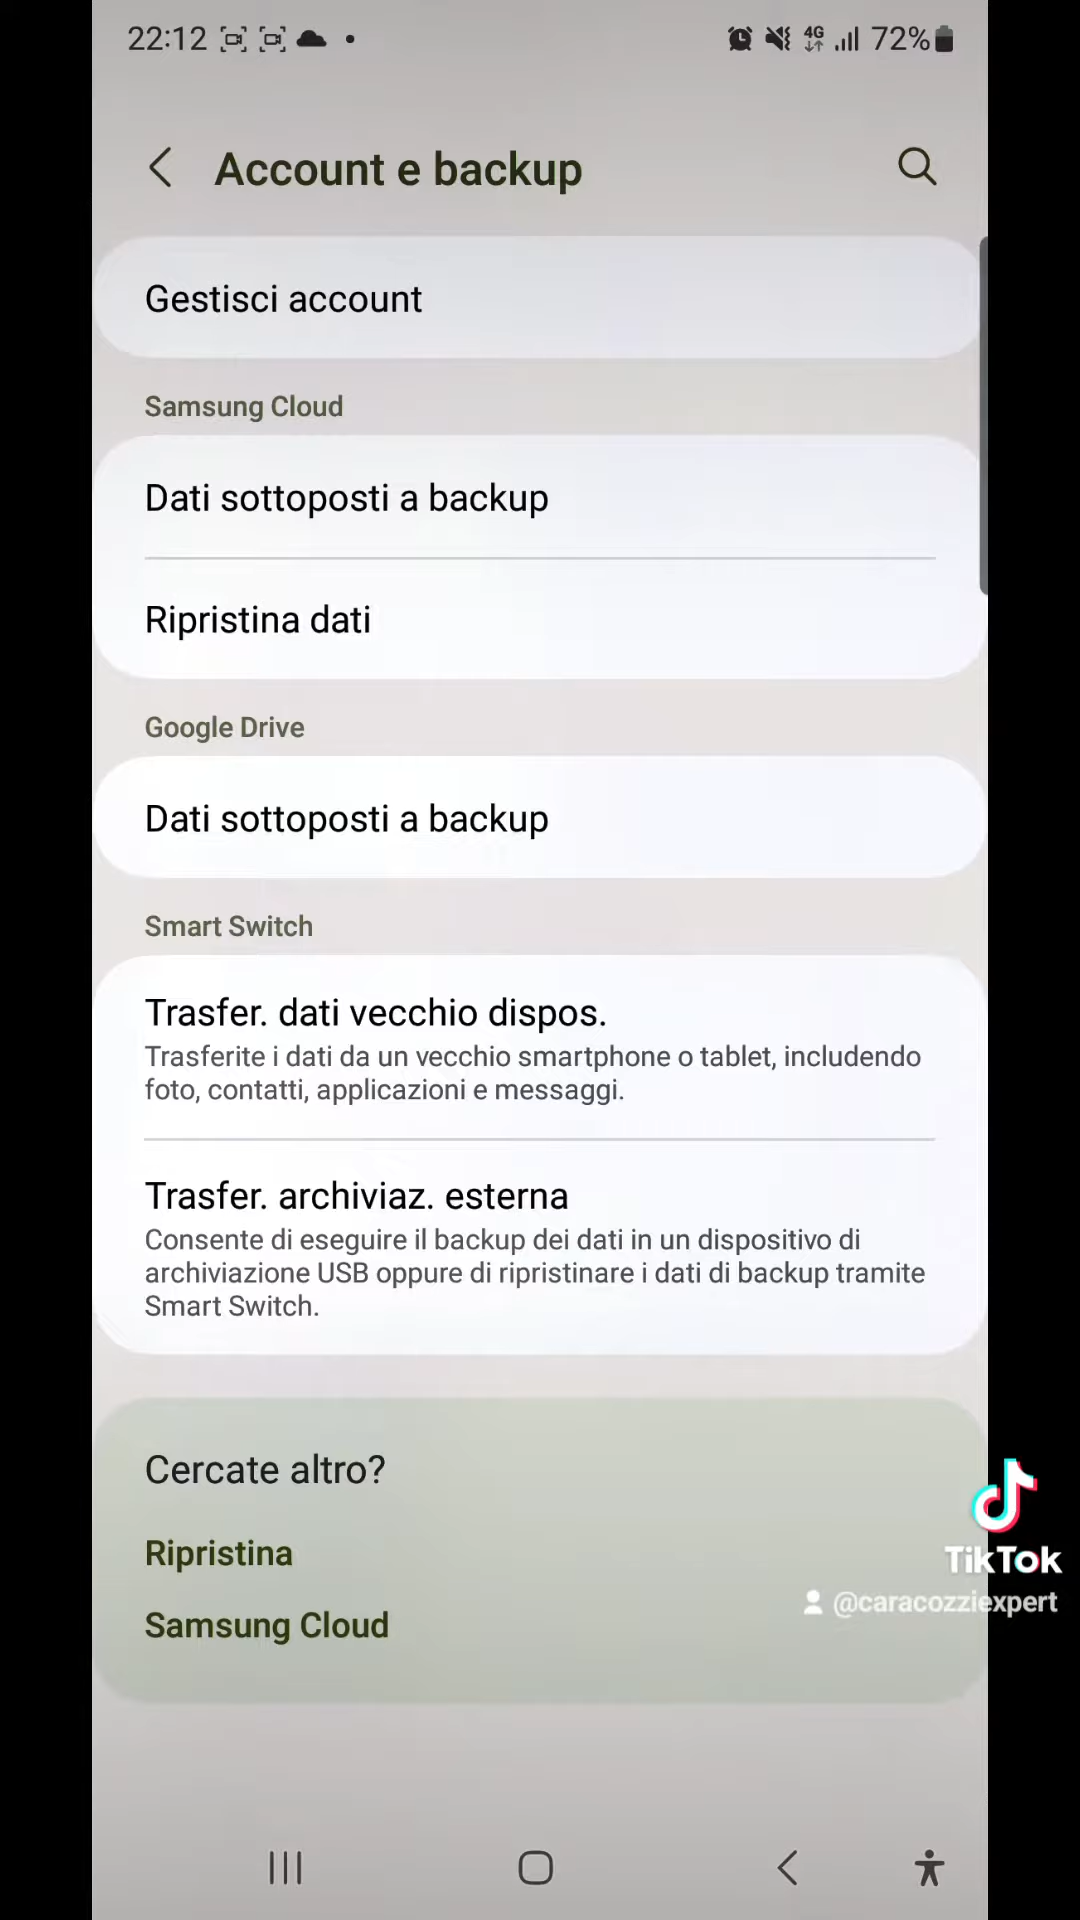 22:12
4G
72%
Account e backup
Gestisci account
Samsung Cloud
Dati sottoposti a backup
Ripristina dati
Google Drive
Dati sottoposti a backup
Smart Switch
Trasfer. dati vecchio dispos.
Trasferite i dati da un vecchio smartphone o tablet, includendo
foto, contatti, applicazioni e messaggi.
Trasfer. archiviaz. esterna
Consente di eseguire il backup dei dati in un dispositivo di
archiviazione USB oppure di ripristinare i dati di backup tramite
Smart Switch.
Cercate altro?
Ripristina
Samsung Cloud
TikTok
@caracozziexpert